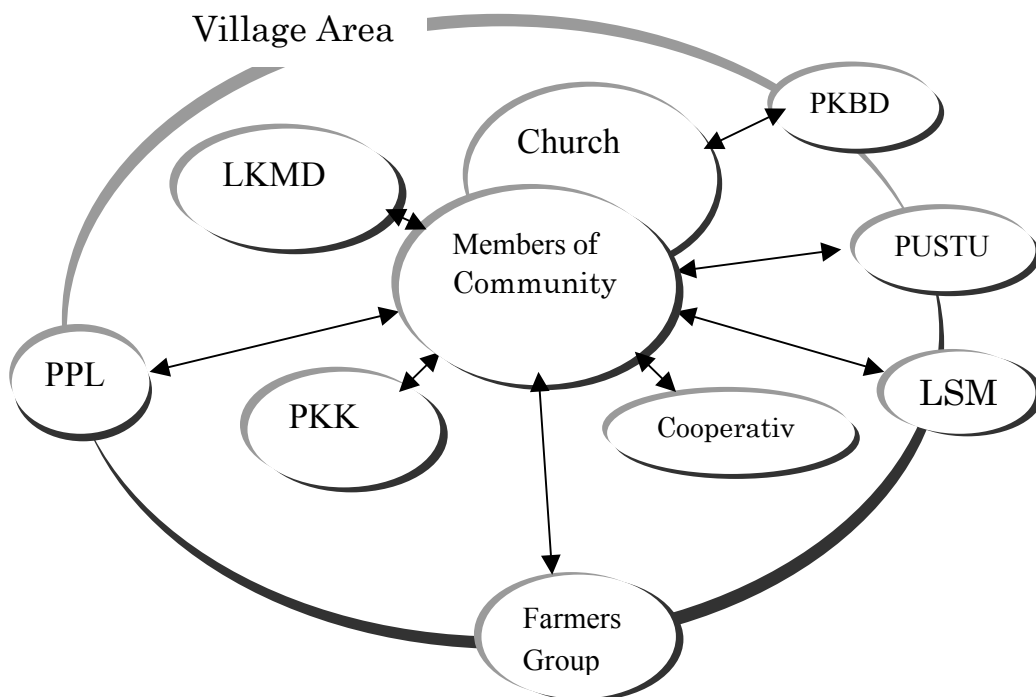 Village Area
PKBD
Church
LKMD
Members of
Community
PUSTU
PPL
LSM
PKK
Cooperativ
Farmers
Group